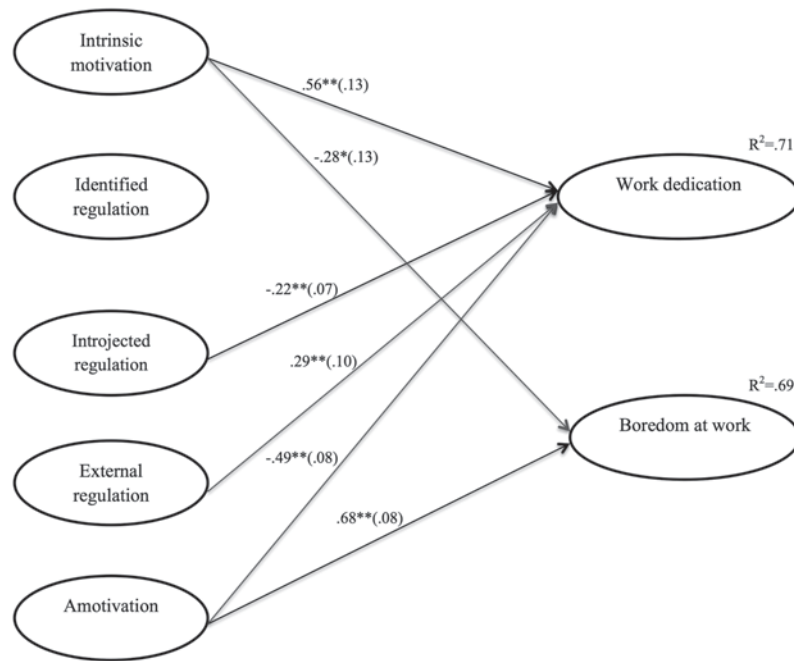 Intrinsic
motivation
.56**(.13)
R²=.71
-.28*(.13)
Identified
regulation
Work dedication
-.22**(.07)
Introjected
regulation
.29**(.10)
R²=.69
Boredom at work
External
regulation
-.49**(.08)
.68**(.08)
Amotivation